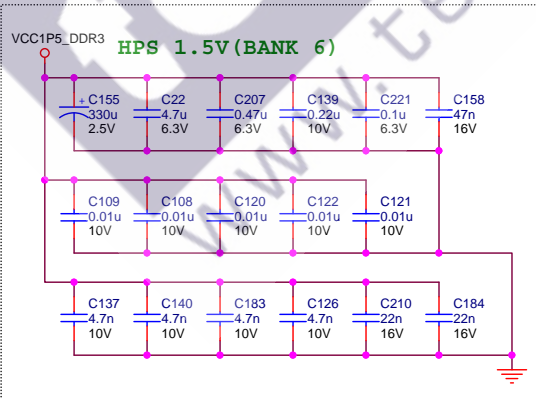 VCC1P5_DDR3
HPS 1.5V(BANK 6)
+ C155
330u
2.5V
C22
4.7u
6.3V
C207
0.47u
6.3V
C139
0.22u
10V
C221
0.1u
6.3V
C158
47n
16V
C109
0.01u
10V
C108
0.01u
10V
C120
0.01u
10V
C122
0.01u
10V
C121
0.01u
10V
C137
4.7n
10V
C140
4.7n
10V
C183
4.7n
10V
C126
4.7n
10V
C210
22n
16V
C184
22n
16V
www.te